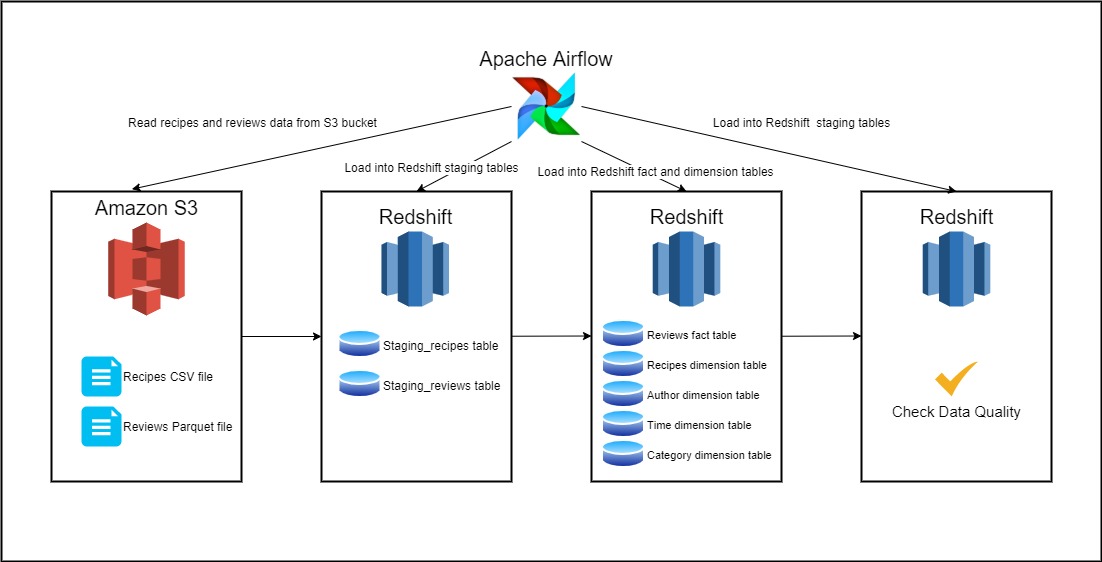 Apache Airflow
Read recipes and reviews data from S3 bucket
Load into Redshift  staging tables
Load into Redshift staging tables
Load into Redshift fact and dimension tables
Amazon S3
Recipes CSV file
Reviews Parquet file
Redshift
Staging_recipes table
Staging_reviews table
Redshift
Reviews fact table
Recipes dimension table
Author dimension table
Time dimension table
Category dimension table
Redshift
Check Data Quality